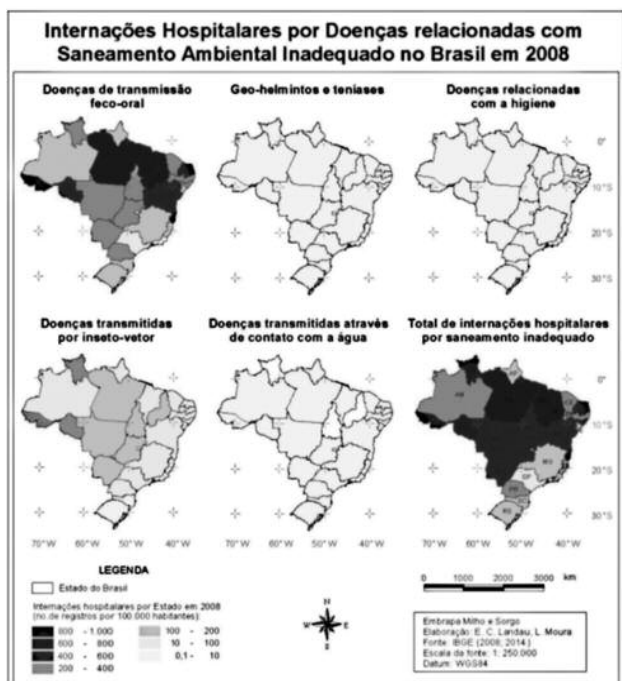 Internações Hospitalares por Doenças relacionadas com
Saneamento Ambiental Inadequado no Brasil em 2008
Doenças de transmissão
feco-oral
Geo-helmintos e teníases
Doenças relacionadas
com a higiene
0°
10°S
20°S
30°S
Doenças transmitidas
por inseto-vetor
Doenças transmitidas através
de contato com a água
Total de internações hospitalares
por saneamento inadequado
AM
MG
SP
PR
RS
0°
10°S
20°S
30°S
70°W 60°W 50°W 40°W 70°W 60°W 50°W 40°W 70°W 60°W 50°W 40°W
LEGENDA
Estado do Brasil
Internações hospitalares por Estado em 2008
(no.de registros por 100.000 habitantes):
800 - 1.000
600 - 800
400 - 600
200 - 400
100 - 200
10 - 100
0,1 - 10
N
W E
S
km
0 1000 2000 3000
Embrapa Milho e Sorgo
Elaboração: E. C. Landau, L. Moura
Fonte: IBGE (2008; 2014)
Escala da fonte: 1: 250.000
Datum: WGS84